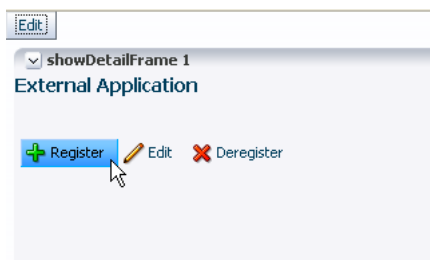 Edit
showDetailFrame 1
External Application
Register Edit Deregister